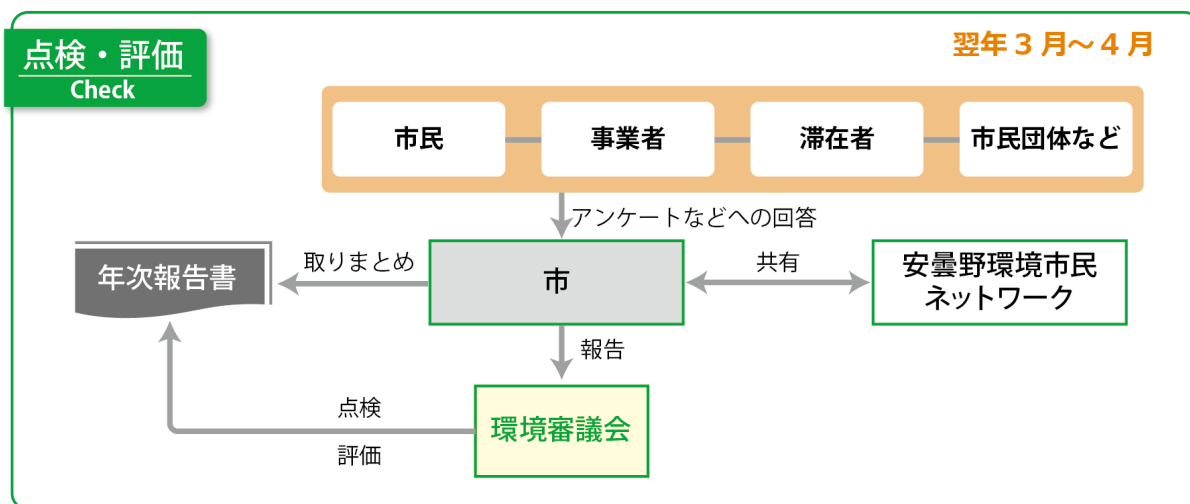 点検・評価
Check
翌年3月～4月
市民
事業者
滞在者
市民団体など
アンケートなどへの回答
年次報告書
取りまとめ
市
共有
安曇野環境市民
ネットワーク
報告
点検
評価
環境審議会